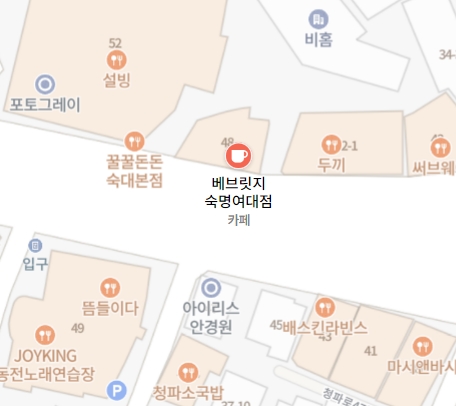 비홈
34-
52
설빙
포토그레이
48
2-1
두끼
꿀꿀돈돈
숙대본점
베브릿지
숙명여대점
카페
입구
뜸들이다
49
JOYKING
동전노래연습장
P
아이리스
안경원
45
배스킨라빈스
43
41
마시앤바시
청파소국밥
37-10